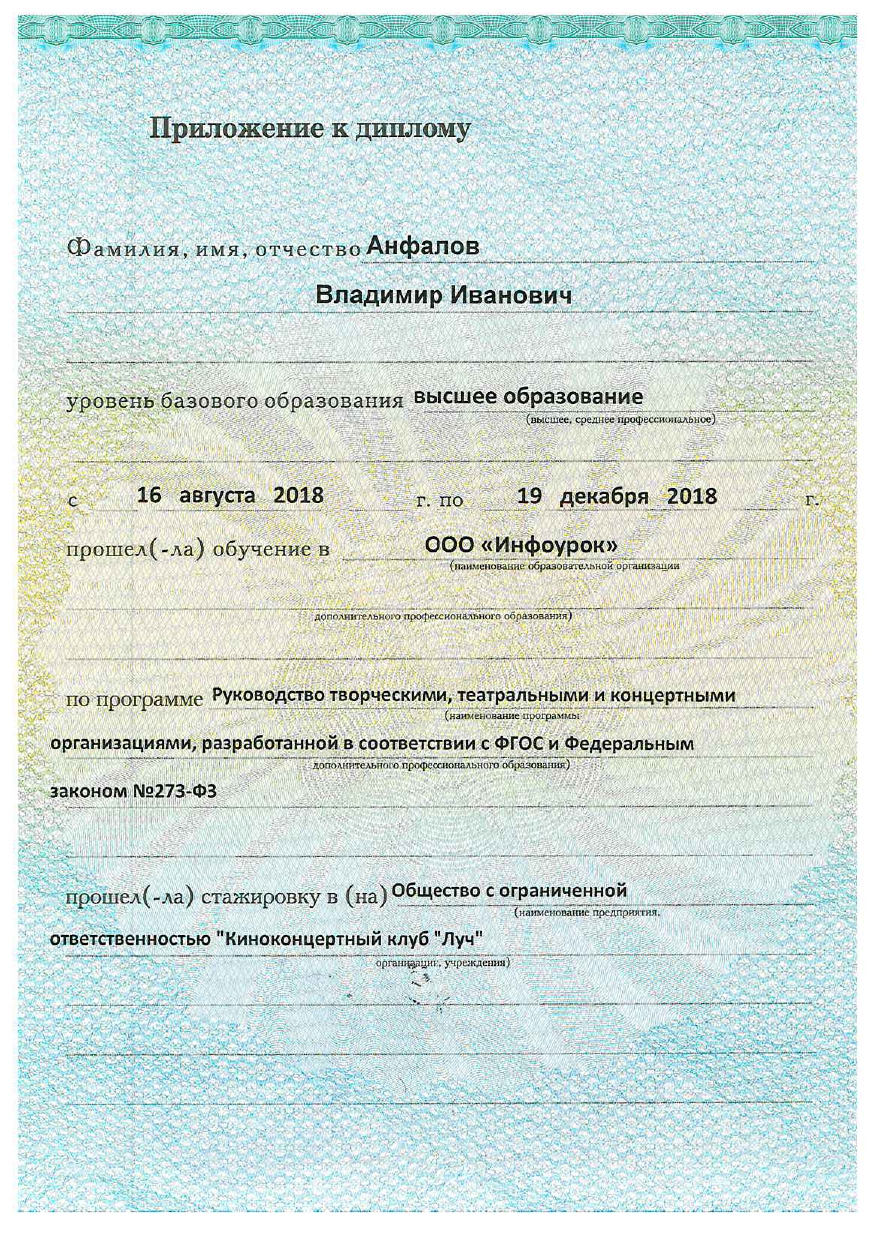 Приложение к диплому
Фамилия, имя, отчество Анфалов
Владимир Иванович
уровень базового образования высшее образование
(высшее, среднее профессиональное)
с 16 августа 2018 г. по 19 декабря 2018 г.
прошел(-ла) обучение в ООО «Инфоурок»
(наименование образовательной организации
дополнительного профессионального образования)
по программе Руководство творческими, театральными и концертными
(наименование программы
организациями, разработанной в соответствии с ФГОС и Федеральным
дополнительного профессионального образования)
законом №273-ФЗ
прошел(-ла) стажировку в (на) Общество с ограниченной
(наименование предприятия,
ответственностью "Киноконцертный клуб "Луч"
организации, учреждения)